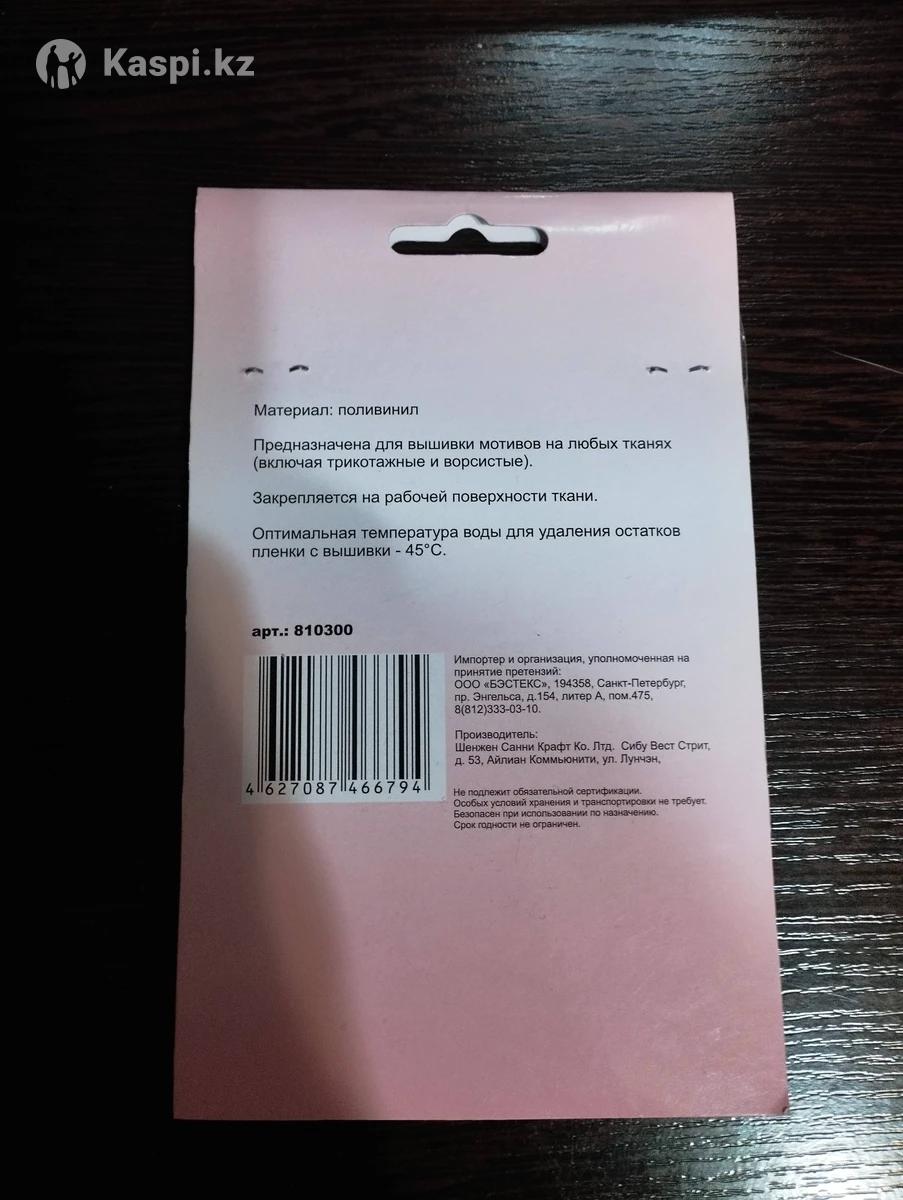 Kaspi.kz
Материал: поливинил
Предназначена для вышивки мотивов на любых тканях
(включая трикотажные и ворсистые).
Закрепляется на рабочей поверхности ткани.
Оптимальная температура воды для удаления остатков
пленки с вышивки - 45°С.
арт.: 810300
4 627087 466794
Импортер и организация, уполномоченная на
принятие претензий:
ООО «БЭСТЕКС», 194358, Санкт-Петербург,
пр. Энгельса, д.154, литер А, пом.475,
8(812)333-03-10.
Производитель:
Шенжен Санни Крафт Ко. Лтд. Сибу Вест Стрит,
д. 53, Айлиан Коммьюнити, ул. Лунчэн,
Не подлежит обязательной сертификации.
Особых условий хранения и транспортировки не требует.
Безопасен при использовании по назначению.
Срок годности не ограничен.